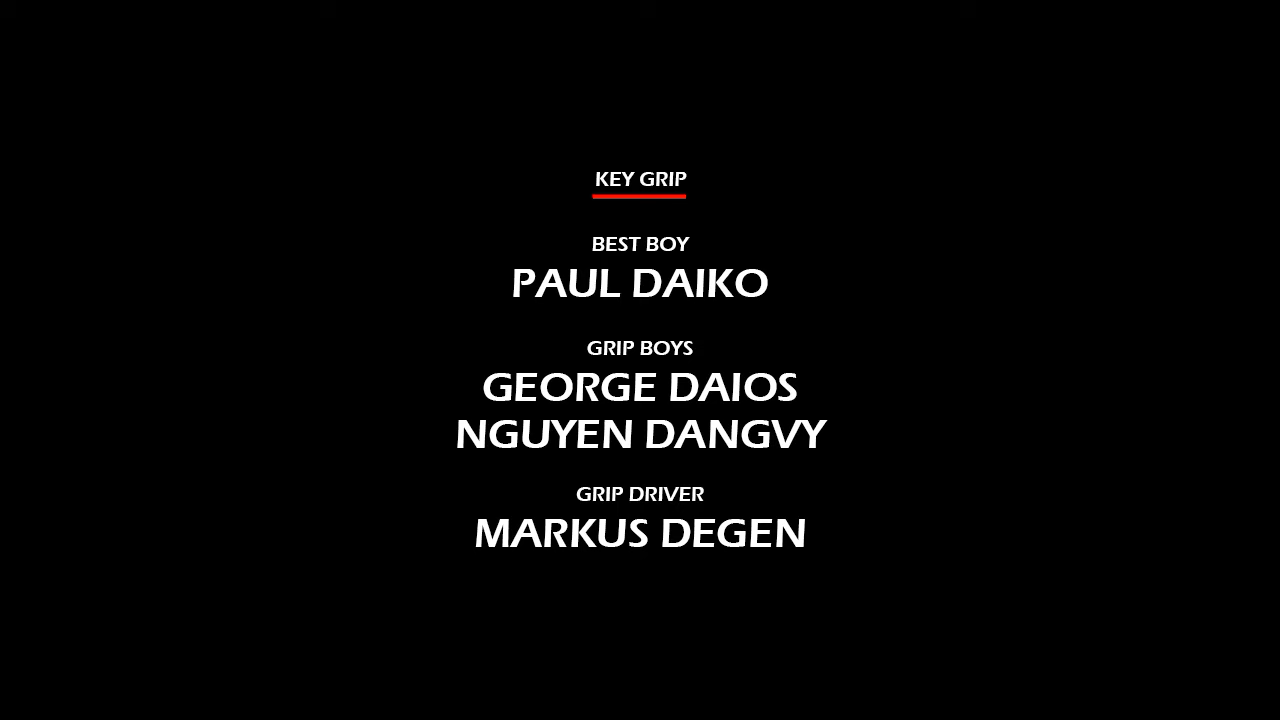 KEY GRIP
BEST BOY
PAUL DAIKO
GRIP BOYS
GEORGE DAIOS
NGUYEN DANGVY
GRIP DRIVER
MARKUS DEGEN